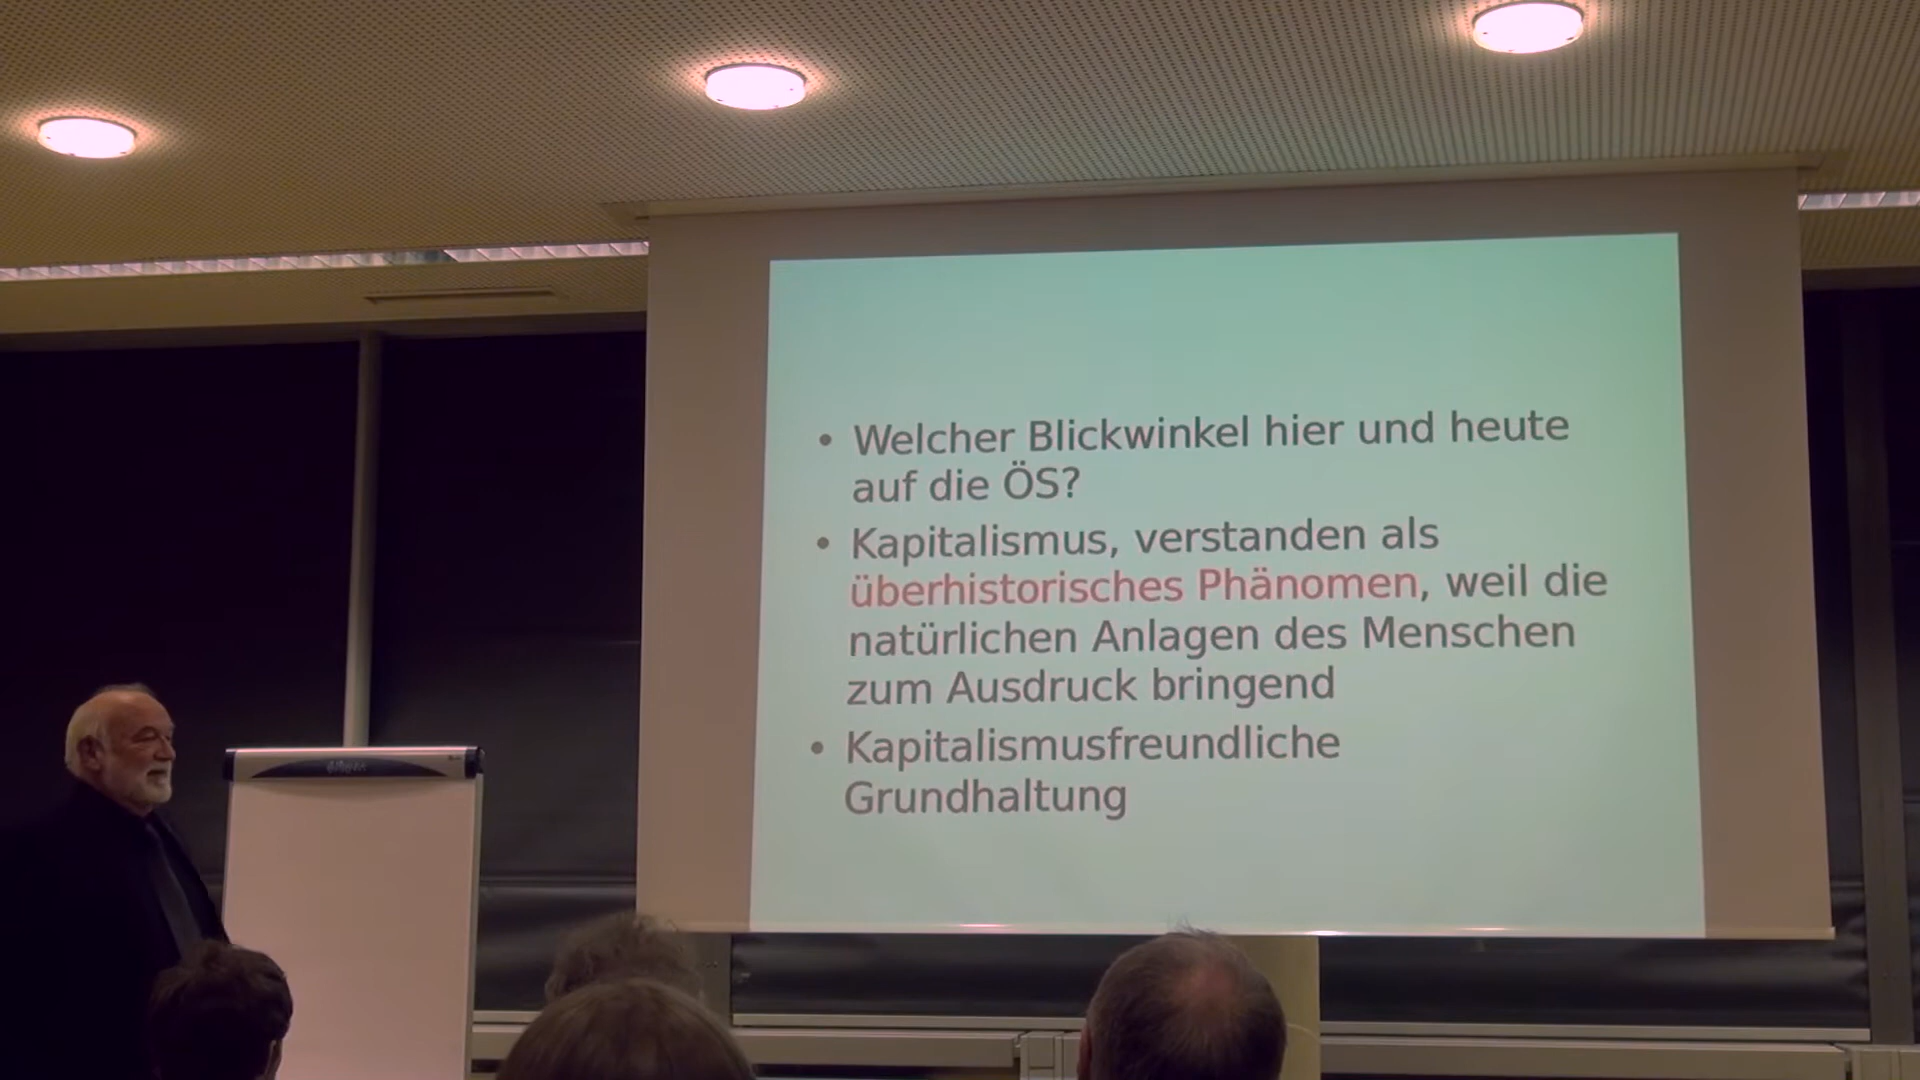 • Welcher Blickwinkel hier und heute
auf die ÖS?
• Kapitalismus, verstanden als
überhistorisches Phänomen, weil die
natürlichen Anlagen des Menschen
zum Ausdruck bringend
• Kapitalismusfreundliche
Grundhaltung